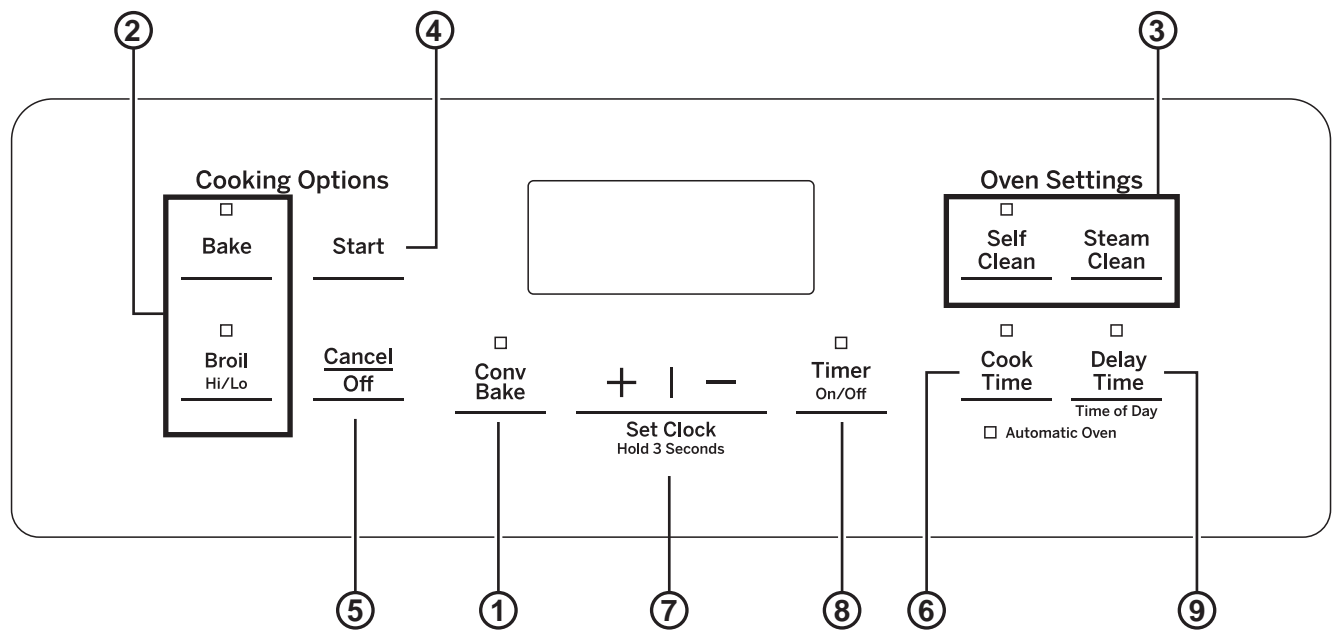 2
4
3
Cooking Options
Oven Settings
Bake
Start
Self
Clean
Steam
Clean
Broil
Hi/Lo
Cancel
Off
Conv
Bake
+ | −
Set Clock
Hold 3 Seconds
Timer
On/Off
Cook
Time
Delay
Time
Time of Day
Automatic Oven
5
1
7
8
6
9